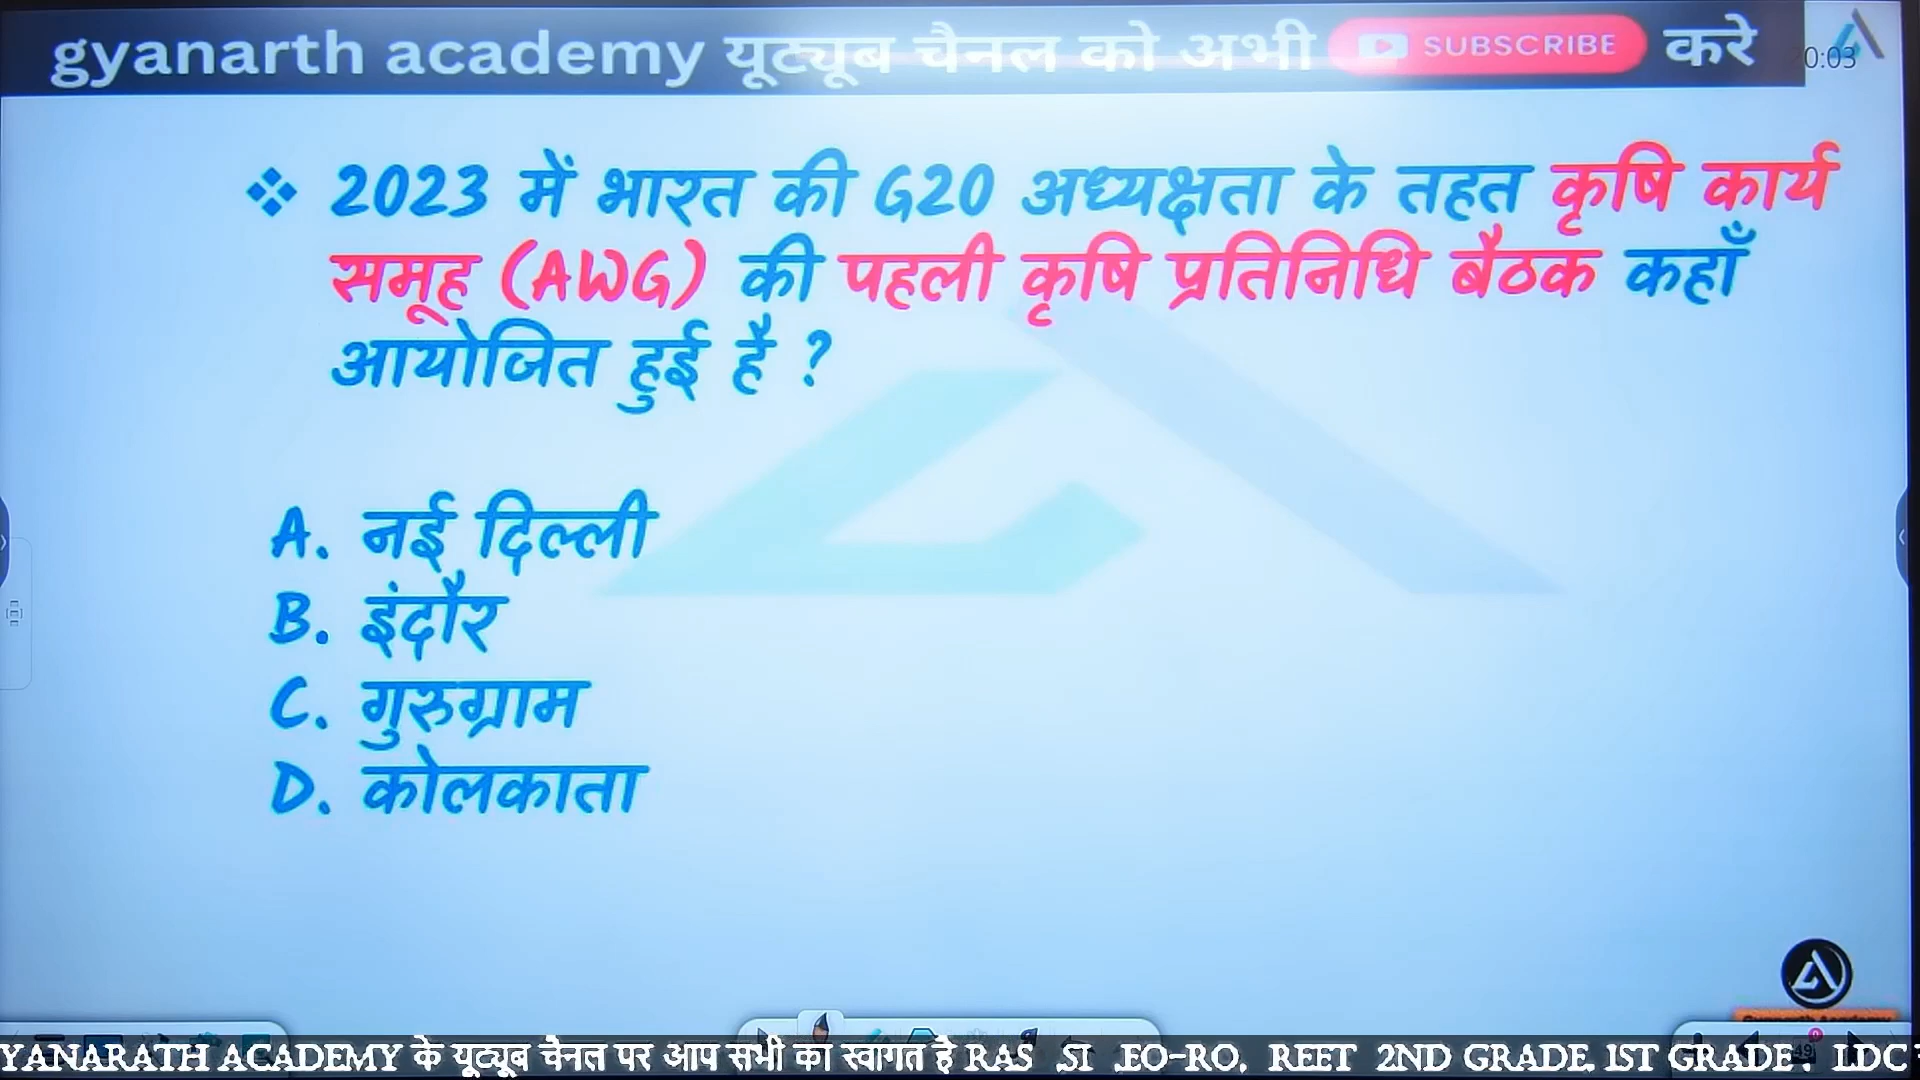 gyanarth academy यूट्यूब चैनल को अभी SUBSCRIBE करे
0:03
❖ 2023 में भारत की G20 अध्यक्षता के तहत कृषि कार्य
समूह (AWG) की पहली कृषि प्रतिनिधि बैठक कहाँ
आयोजित हुई है ?
A. नई दिल्ली
B. इंदौर
C. गुरुग्राम
D. कोलकाता
YANARATH ACADEMY के यूट्यूब चैनल पर आप सभी का स्वागत है RAS .SI .EO-RO, REET 2ND GRADE, 1ST GRADE, LDC